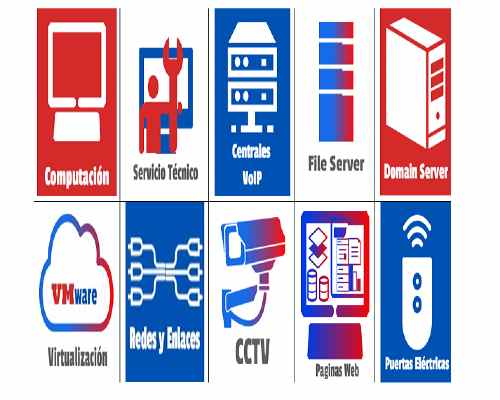 Computación
Servicio Técnico
Centrales
VoIP
File Server
Domain Server
VMware
Virtualización
Redes y Enlaces
CCTV
Paginas Web
Puertas Eléctricas